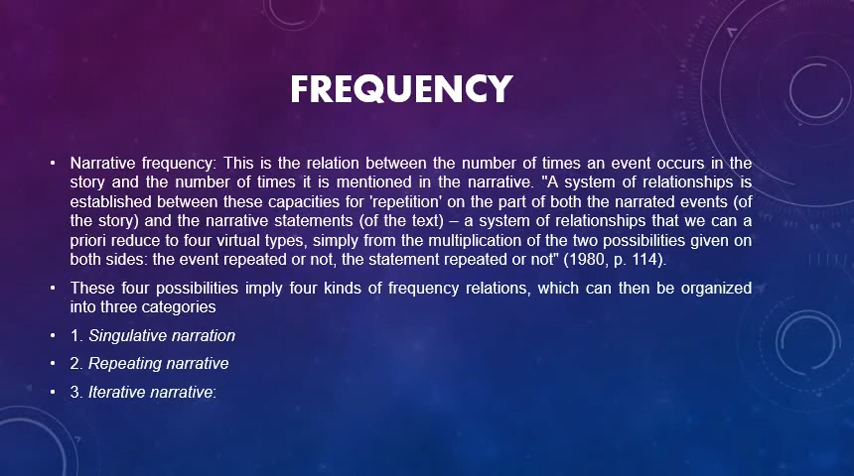 FREQUENCY
• Narrative frequency: This is the relation between the number of times an event occurs in the
story and the number of times it is mentioned in the narrative. "A system of relationships is
established between these capacities for 'repetition' on the part of both the narrated events (of
the story) and the narrative statements (of the text) – a system of relationships that we can a
priori reduce to four virtual types, simply from the multiplication of the two possibilities given on
both sides: the event repeated or not, the statement repeated or not" (1980, p. 114).
• These four possibilities imply four kinds of frequency relations, which can then be organized
into three categories
• 1. Singulative narration
• 2. Repeating narrative
• 3. Iterative narrative: